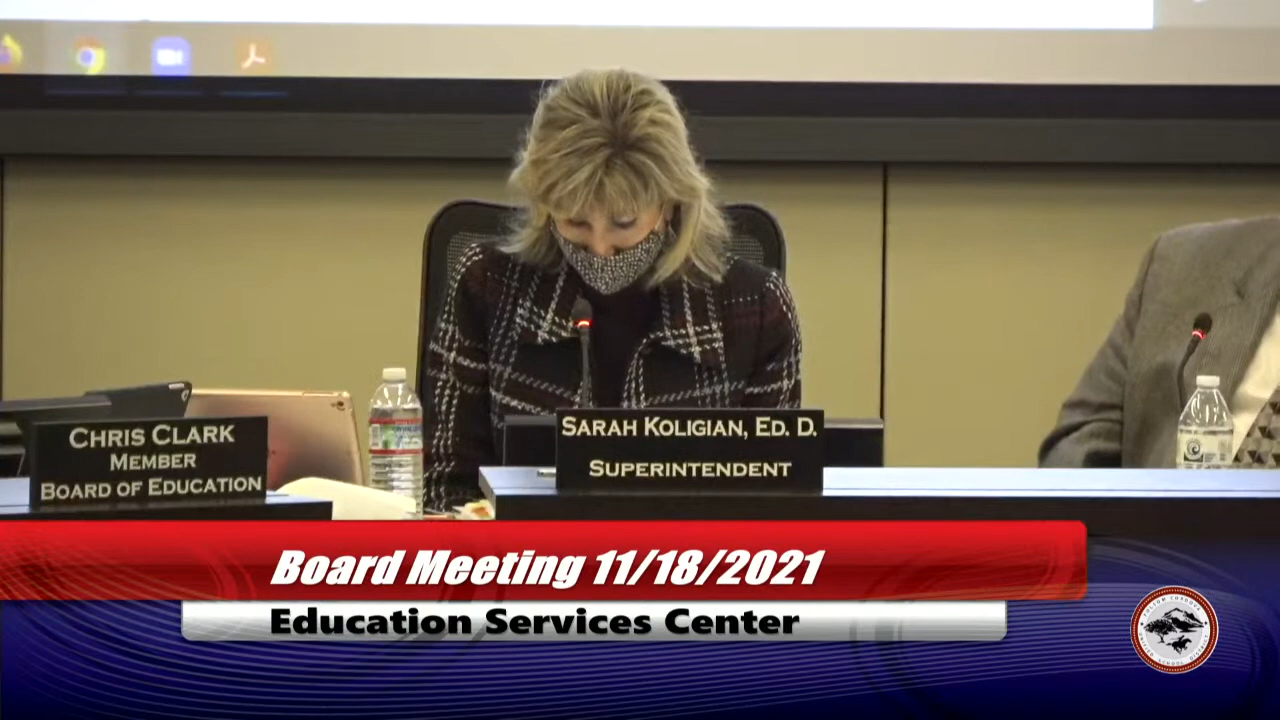 CHRIS CLARK
MEMBER
BOARD OF EDUCATION
SARAH KOLIGIAN, ED. D.
SUPERINTENDENT
Board Meeting 11/18/2021
Education Services Center